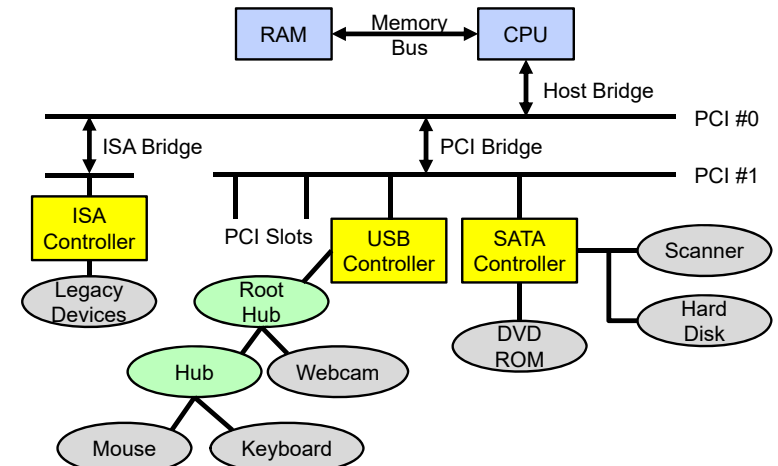 RAM
Memory
Bus
CPU
Host Bridge
PCI #0
ISA Bridge
PCI Bridge
PCI #1
ISA
Controller
PCI Slots
USB
Controller
SATA
Controller
Scanner
Legacy
Devices
Root
Hub
Hard
Disk
DVD
ROM
Hub
Webcam
Mouse
Keyboard